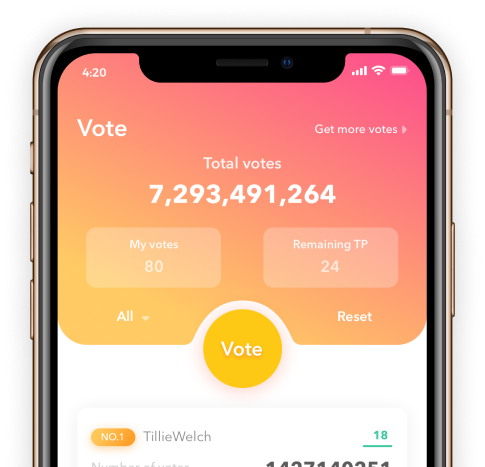 4:20
Vote
Get more votes
Total votes
7,293,491,264
My votes
Remaining TP
80
24
All
Reset
Vote
NO.1
TillieWelch
18
Number of votes